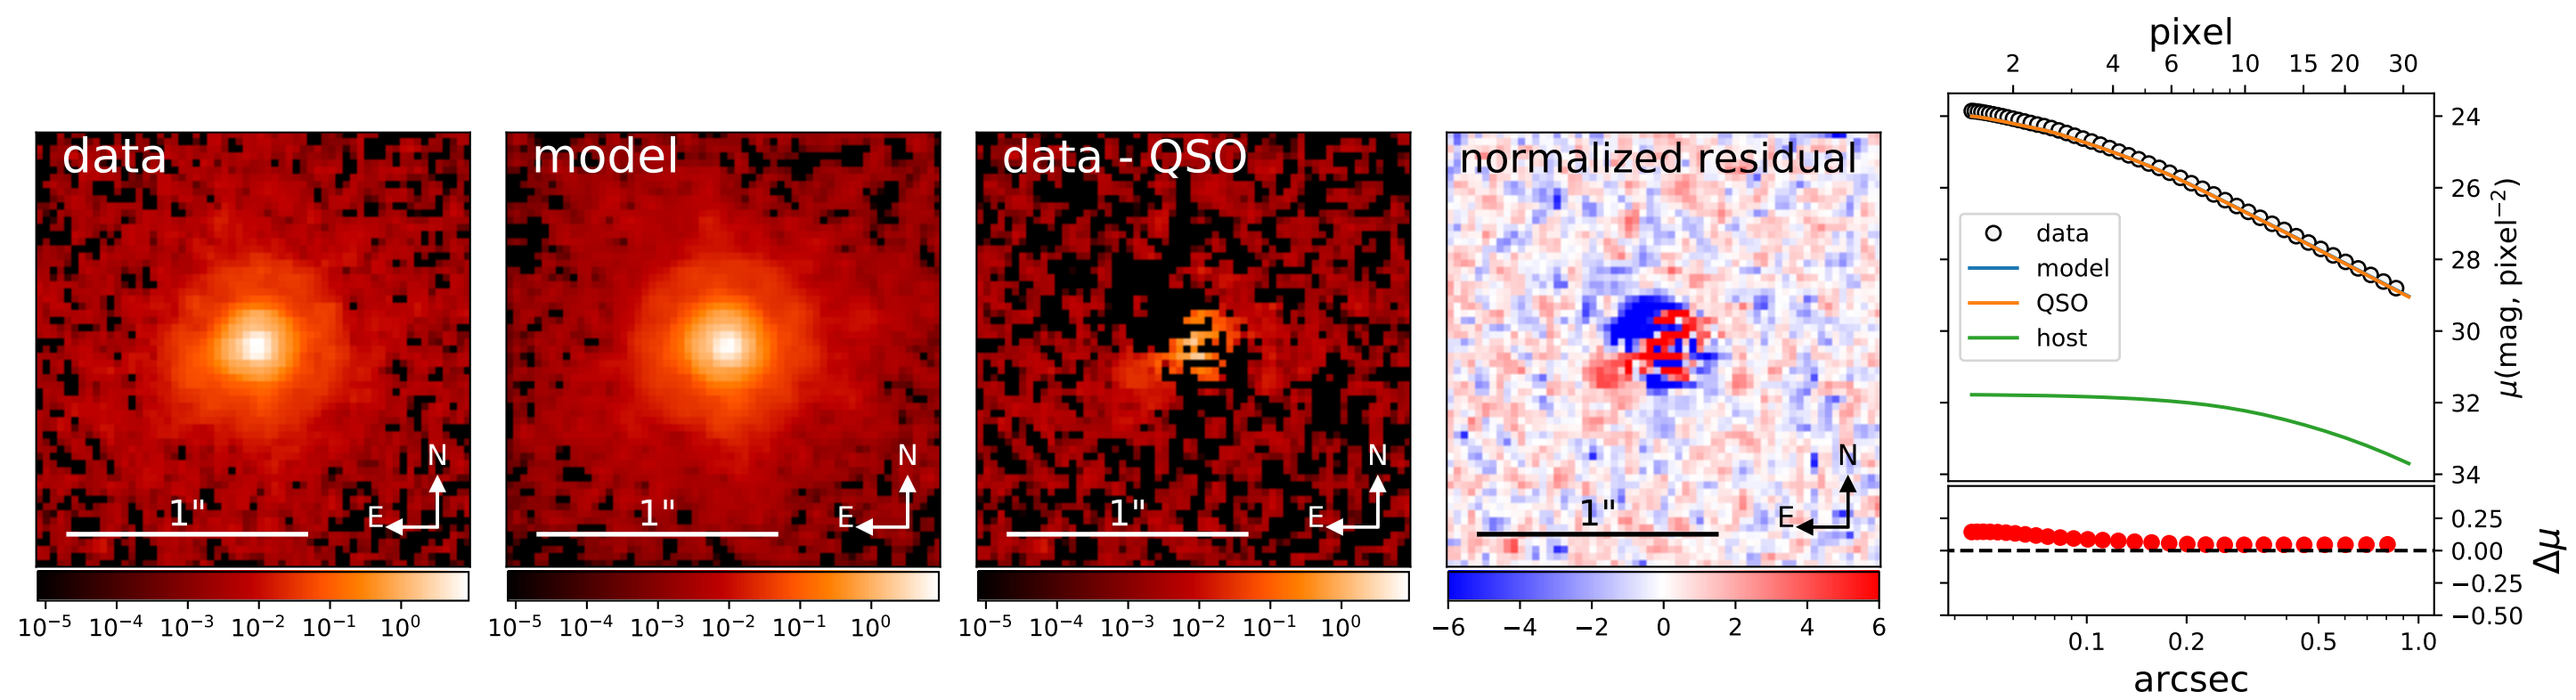 data
N
E
1"
10⁻⁵ 10⁻⁴ 10⁻³ 10⁻² 10⁻¹ 10⁰
model
N
E
1"
10⁻⁵ 10⁻⁴ 10⁻³ 10⁻² 10⁻¹ 10⁰
data - QSO
N
E
1"
10⁻⁵ 10⁻⁴ 10⁻³ 10⁻² 10⁻¹ 10⁰
normalized residual
N
E
1"
−6 −4 −2 0 2 4 6
pixel
2 4 6 10 15 20 30
24
26
28
30
32
34
μ(mag, pixel⁻²)
data
model
QSO
host
0.25
0.00
−0.25
−0.50
Δμ
0.1 0.2 0.5 1.0
arcsec